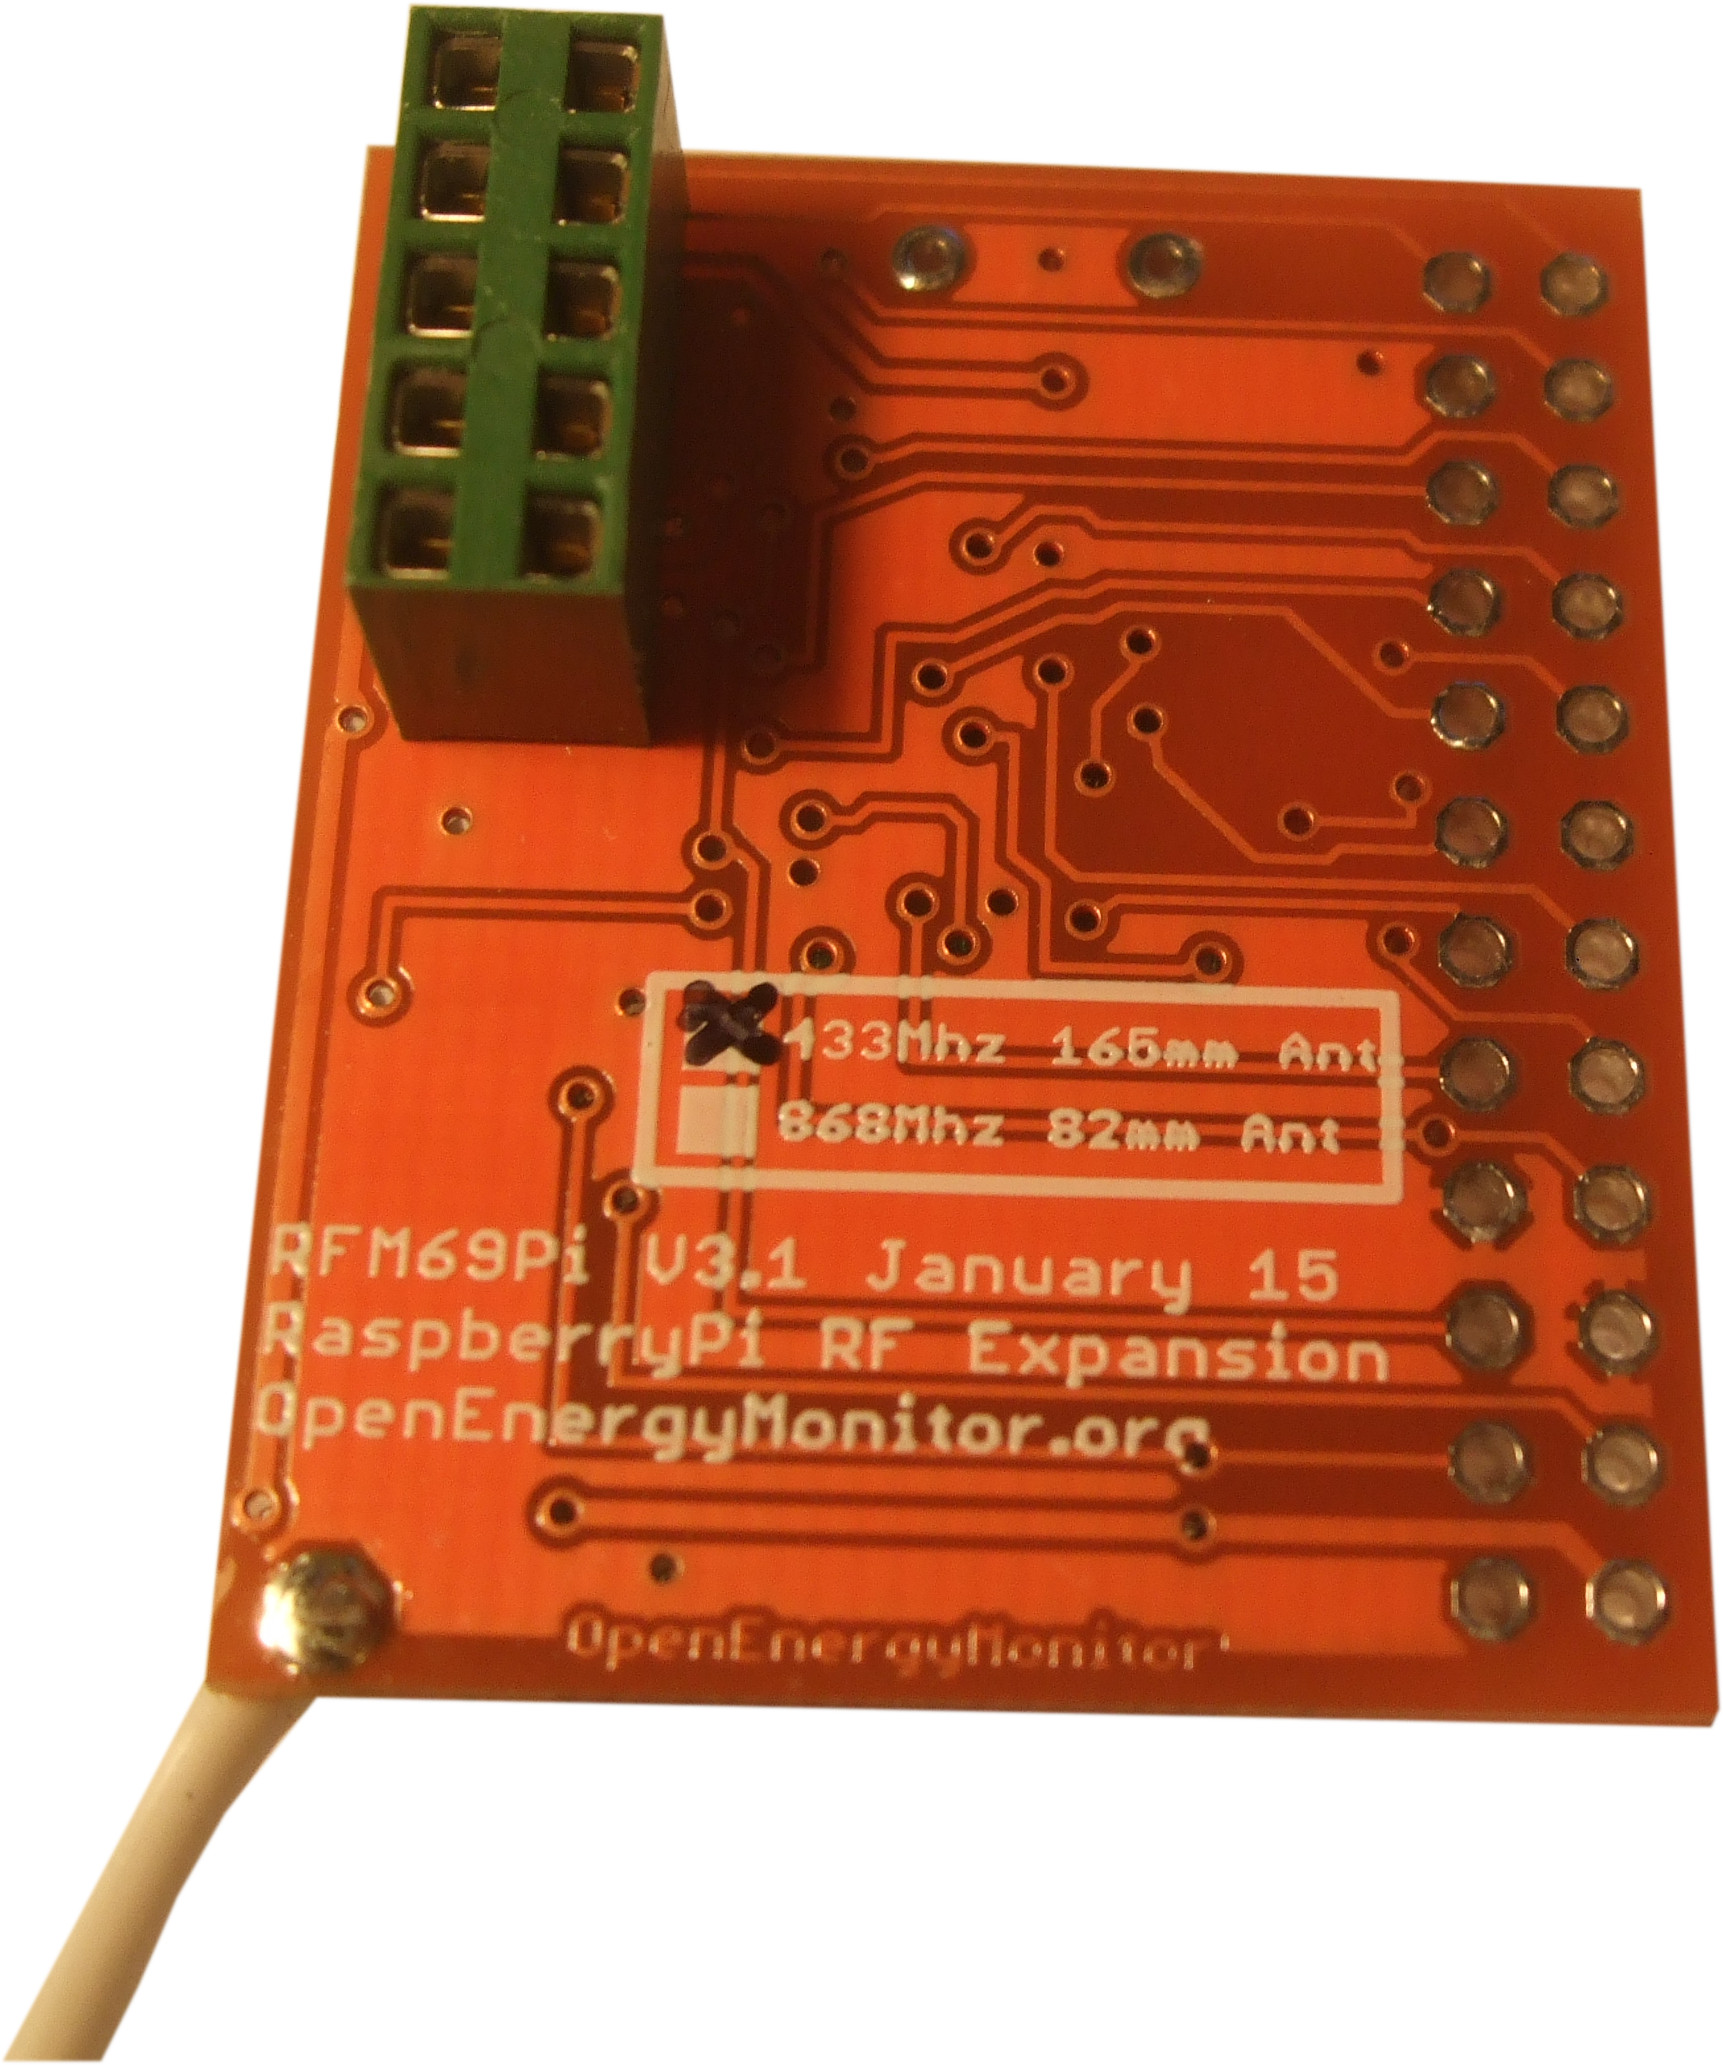 433Mhz 165mm Ant.
868Mhz 82mm Ant
RFM69Pi V3.1 January 15
RaspberryPi RF Expansion
OpenEnergyMonitor.org
OpenEnergyMonitor